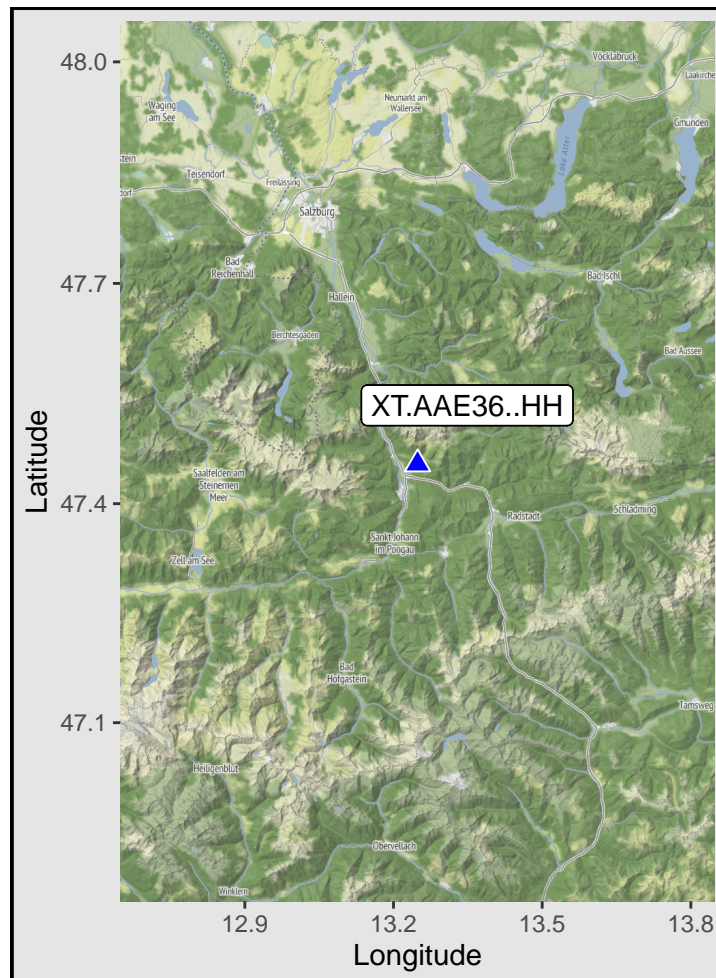 48.0
47.7
47.4
47.1
Latitude
Vöcklabruck
Laakirche
Waging
am See
Neumarkt am
Wallersee
Gmunden
Lake Atter
stein
Teisendorf
Freilassing
dorf
Salzburg
Bad
Reichenhall
Bad Ischl
Hallein
Berchtesgaden
Bad Aussee
XT.AAE36..HH
Saalfelden am
Steinernen
Meer
Radstadt
Schladming
Sankt Johann
im Pongau
Zell am See
Bad
Hofgastein
Tamsweg
Heiligenblut
Obervellach
Winklern
12.9
13.2
13.5
13.8
Longitude